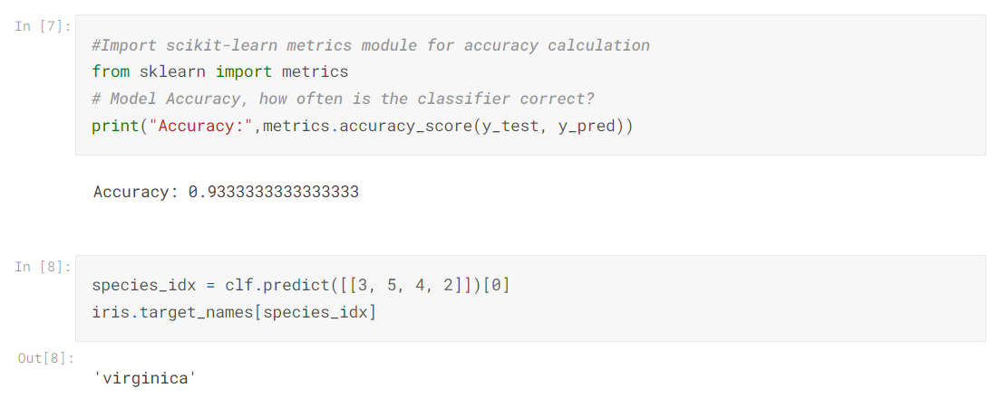 In [7]:
#Import scikit-learn metrics module for accuracy calculation
from sklearn import metrics
# Model Accuracy, how often is the classifier correct?
print("Accuracy:",metrics.accuracy_score(y_test, y_pred))
Accuracy: 0.9333333333333333
In [8]:
species_idx = clf.predict([[3, 5, 4, 2]])[0]
iris.target_names[species_idx]
Out[8]:
'virginica'